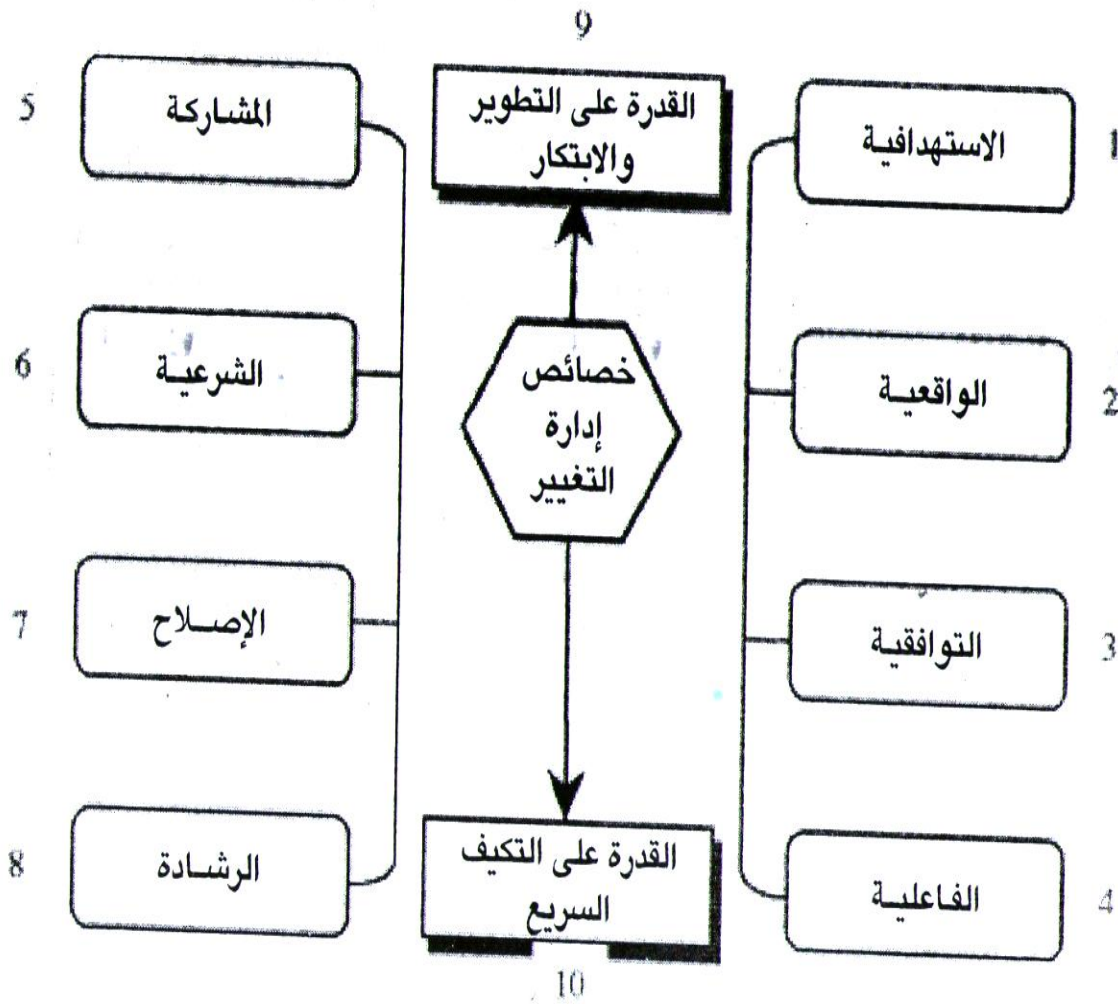 1
الاستهدافية
2
الواقعية
3
التوافقية
4
الفاعلية
9
القدرة على التطوير
والابتكار
خصائص
إدارة
التغيير
القدرة على التكيف
السريع
10
5
المشاركة
6
الشرعية
7
الإصلاح
8
الرشادة